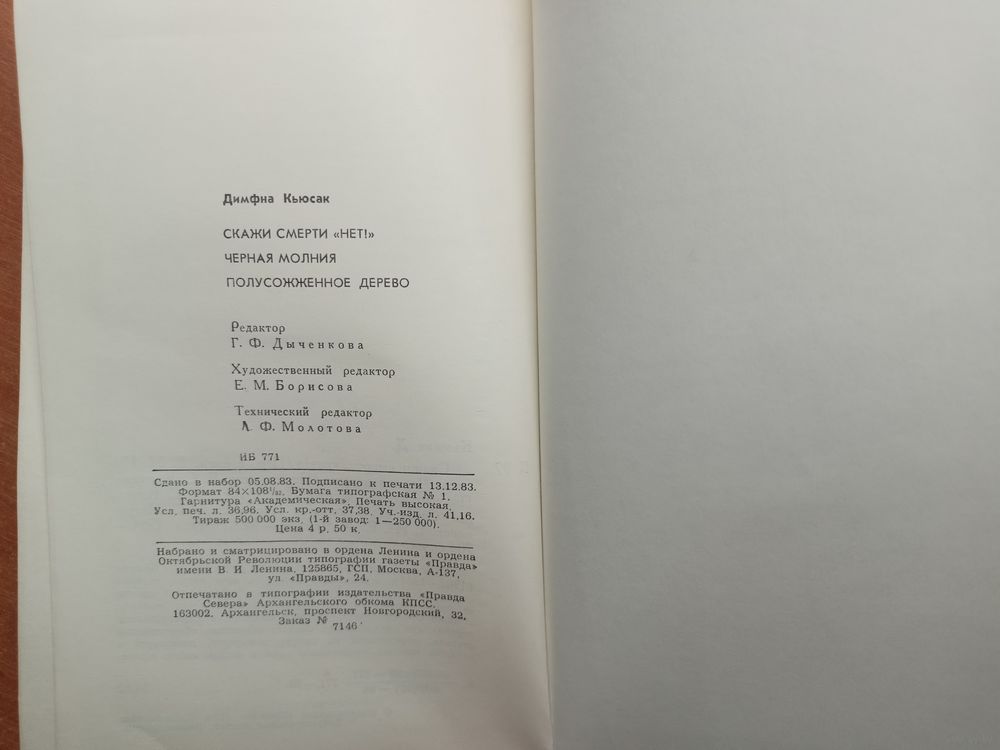 Димфна Кьюсак
СКАЖИ СМЕРТИ «НЕТ!»
ЧЕРНАЯ МОЛНИЯ
ПОЛУСОЖЖЕННОЕ ДЕРЕВО
Редактор
Г. Ф. Дыченкова
Художественный редактор
Е. М. Борисова
Технический редактор
А. Ф. Молотова
ИБ 771
Сдано в набор 05.08.83. Подписано к печати 13.12.83.
Формат 84×108¹/₃₂. Бумага типографская № 1.
Гарнитура «Академическая». Печать высокая.
Усл. печ. л. 36,96. Усл. кр.-отт. 37,38. Уч.-изд. л. 41,16.
Тираж 500 000 экз. (1-й завод: 1—250 000).
Цена 4 р. 50 к.
Набрано и сматрицировано в ордена Ленина и ордена
Октябрьской Революции типографии газеты «Правда»
имени В. И. Ленина, 125865, ГСП, Москва, А-137,
ул. «Правды», 24.
Отпечатано в типографии издательства «Правда
Севера» Архангельского обкома КПСС.
163002. Архангельск, проспект Новгородский, 32.
Заказ №
7146